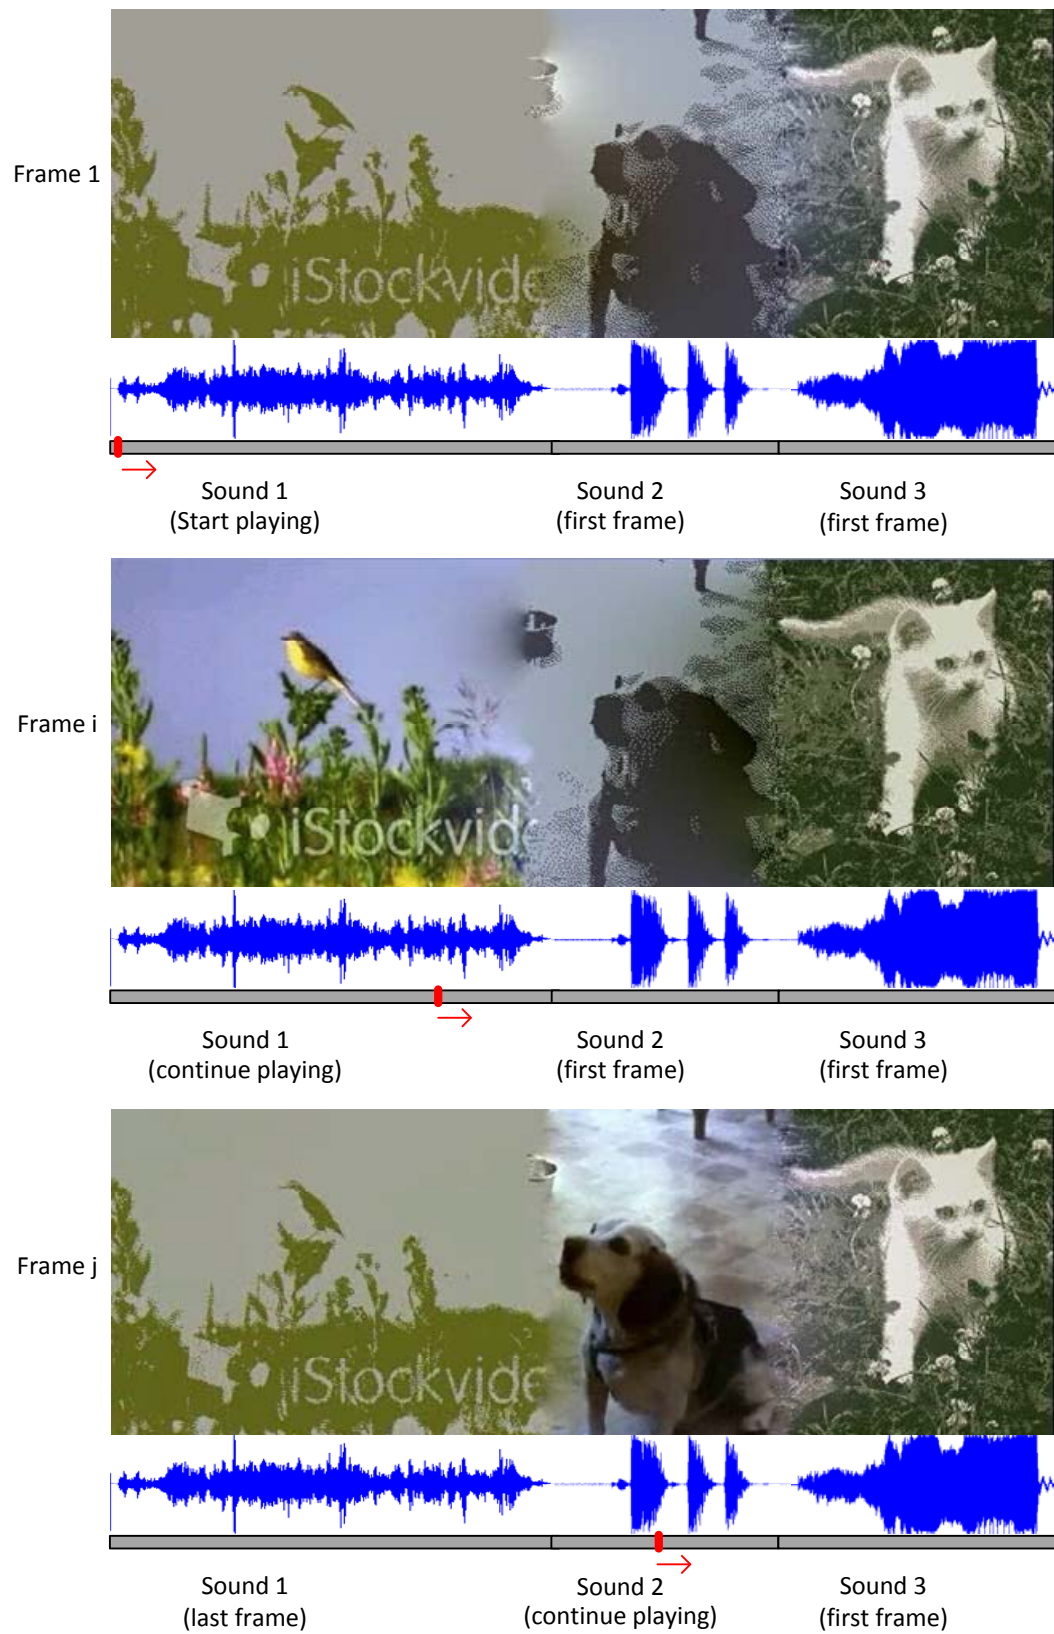 Frame 1
iStockvide
Sound 1
(Start playing)
Sound 2
(first frame)
Sound 3
(first frame)
Frame i
iStockvide
Sound 1
(continue playing)
Sound 2
(first frame)
Sound 3
(first frame)
Frame j
iStockvide
Sound 1
(last frame)
Sound 2
(continue playing)
Sound 3
(first frame)